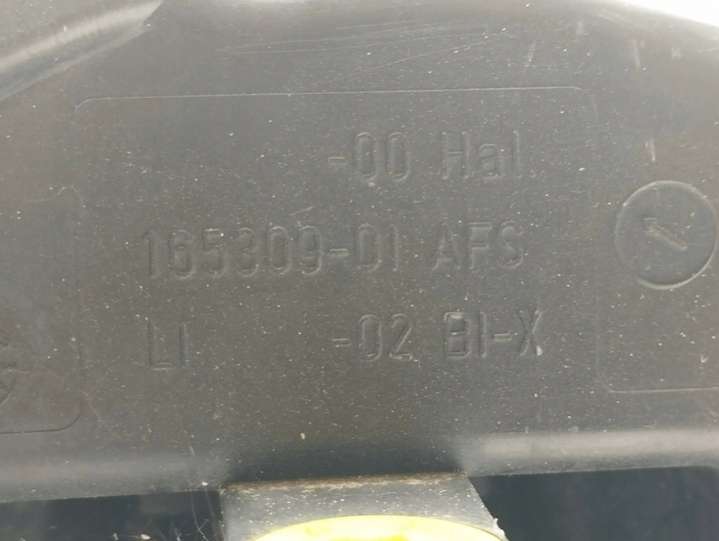 -00 Hal
165309-01 AFS
LI -02 BI-X